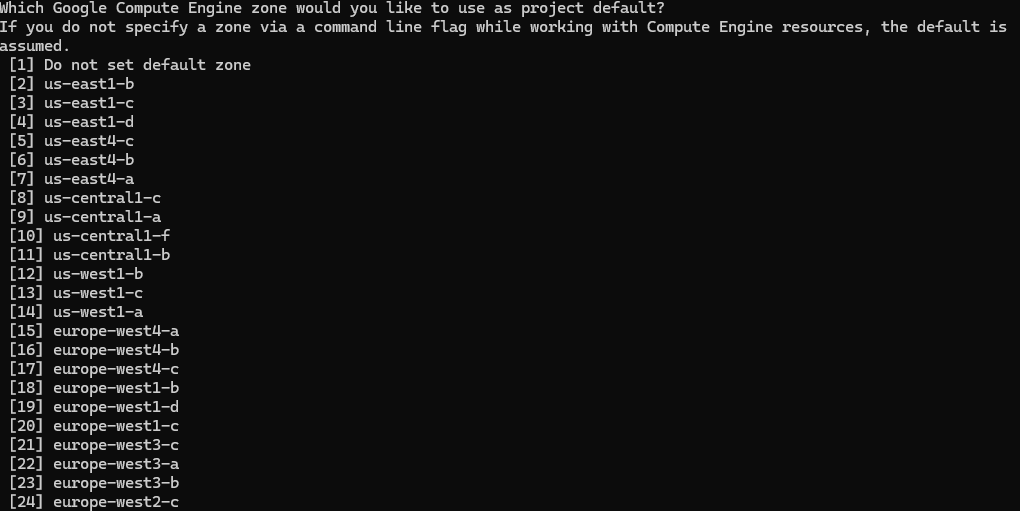 Which Google Compute Engine zone would you like to use as project default?
If you do not specify a zone via a command line flag while working with Compute Engine resources, the default is
assumed.
[1] Do not set default zone
[2] us-east1-b
[3] us-east1-c
[4] us-east1-d
[5] us-east4-c
[6] us-east4-b
[7] us-east4-a
[8] us-central1-c
[9] us-central1-a
[10] us-central1-f
[11] us-central1-b
[12] us-west1-b
[13] us-west1-c
[14] us-west1-a
[15] europe-west4-a
[16] europe-west4-b
[17] europe-west4-c
[18] europe-west1-b
[19] europe-west1-d
[20] europe-west1-c
[21] europe-west3-c
[22] europe-west3-a
[23] europe-west3-b
[24] europe-west2-c